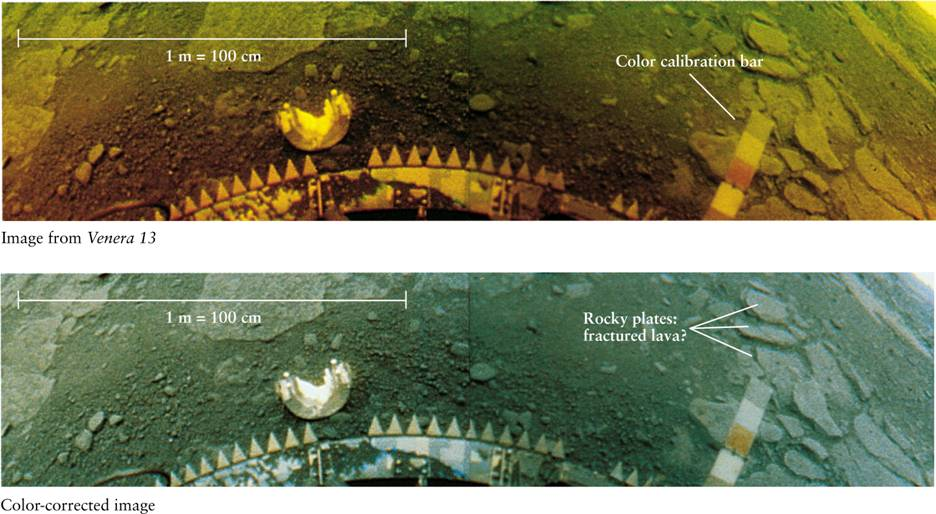 1 m = 100 cm
Color calibration bar
Image from Venera 13
1 m = 100 cm
Rocky plates:
fractured lava?
Color-corrected image